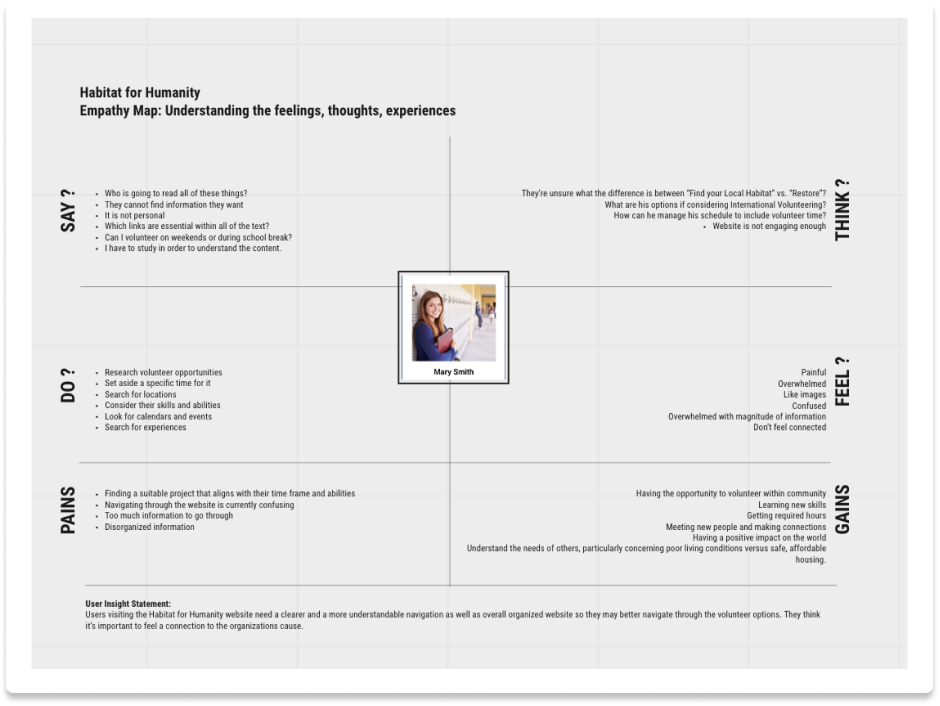 Habitat for Humanity
Empathy Map: Understanding the feelings, thoughts, experiences
SAY ?
• Who is going to read all of these things?
• They cannot find information they want
• It is not personal
• Which links are essential within all of the text?
• Can I volunteer on weekends or during school break?
• I have to study in order to understand the content.
They're unsure what the difference is between "Find your Local Habitat" vs. "Restore"?
What are his options if considering International Volunteering?
How can he manage his schedule to include volunteer time?
• Website is not engaging enough
THINK ?
Mary Smith
DO ?
• Research volunteer opportunities
• Set aside a specific time for it
• Search for locations
• Consider their skills and abilities
• Look for calendars and events
• Search for experiences
Painful
Overwhelmed
Like images
Confused
Overwhelmed with magnitude of information
Don't feel connected
FEEL ?
PAINS
• Finding a suitable project that aligns with their time frame and abilities
• Navigating through the website is currently confusing
• Too much information to go through
• Disorganized information
Having the opportunity to volunteer within community
Learning new skills
Getting required hours
Meeting new people and making connections
Having a positive impact on the world
Understand the needs of others, particularly concerning poor living conditions versus safe, affordable
housing.
GAINS
User Insight Statement:
Users visiting the Habitat for Humanity website need a clearer and a more understandable navigation as well as overall organized website so they may better navigate through the volunteer options. They think
it's important to feel a connection to the organizations cause.